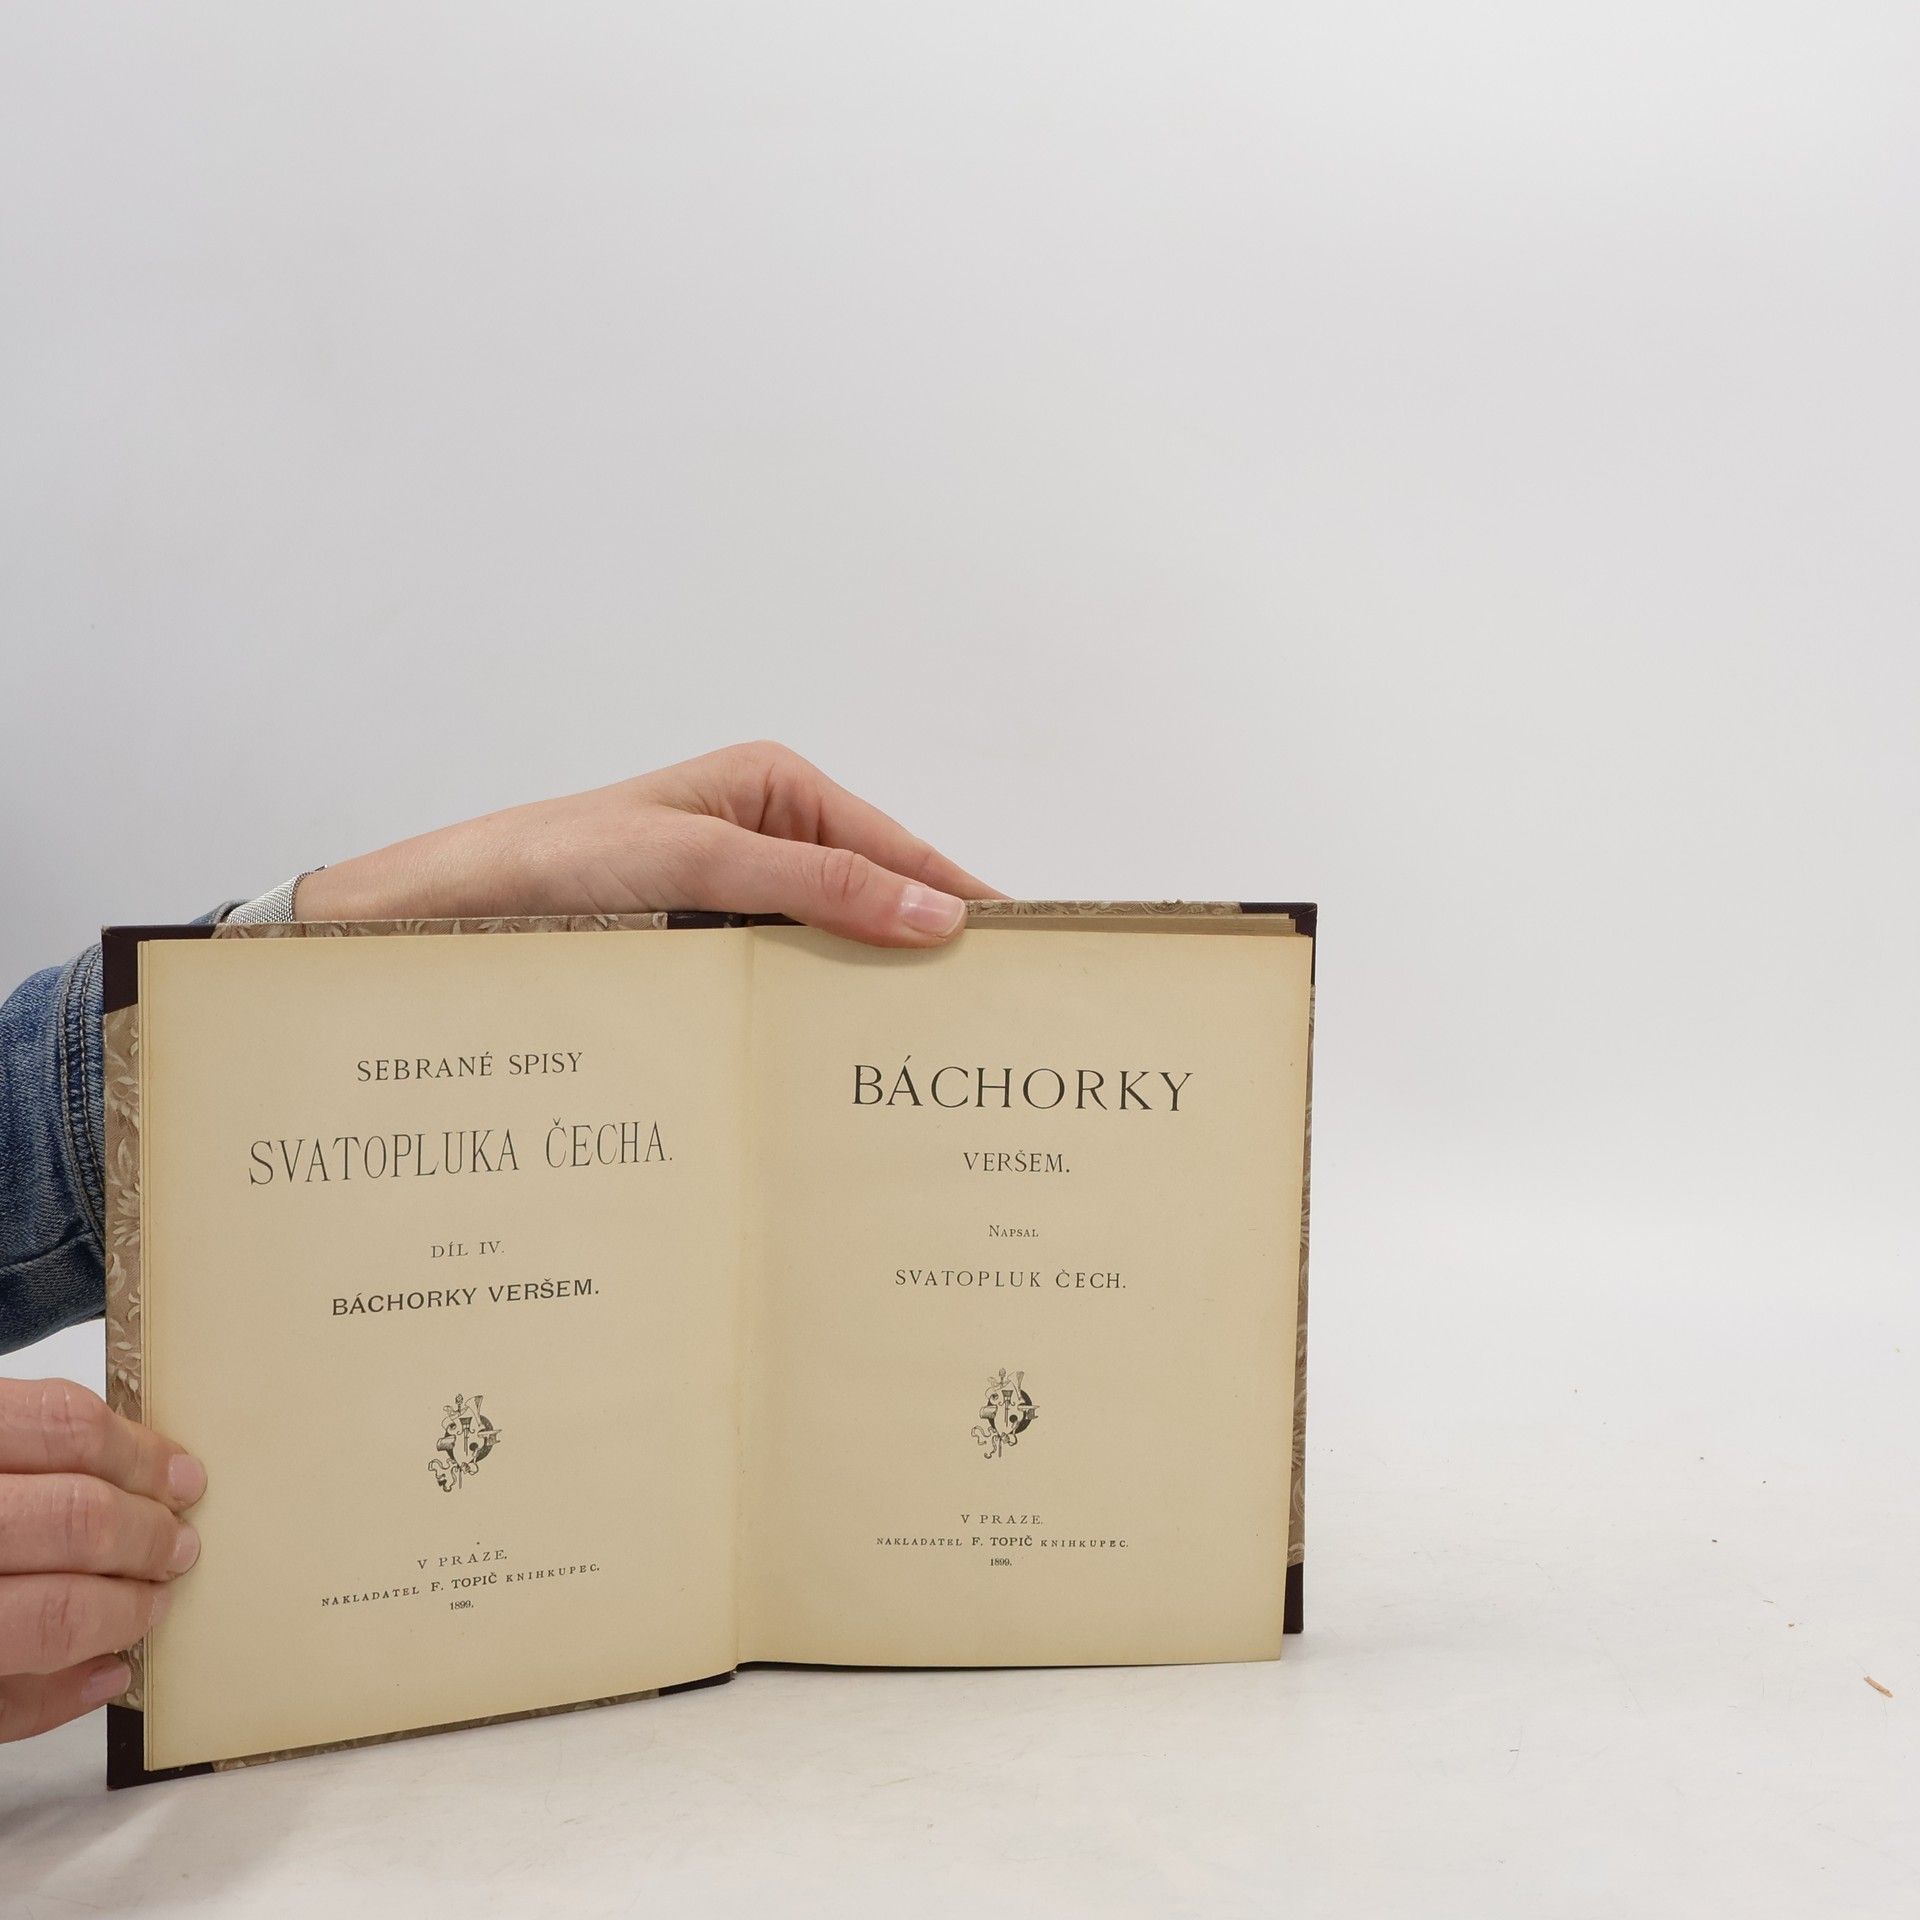 SEBRANÉ SPISY
SVATOPLUKA ČECHA.
DÍL IV.
BÁCHORKY VERŠEM.
V PRAZE.
NAKLADATEL F. TOPIČ KNIHKUPEC.
1899.
BÁCHORKY
VERŠEM.
NAPSAL
SVATOPLUK ČECH.
V PRAZE.
NAKLADATEL F. TOPIČ KNIHKUPEC.
1899.